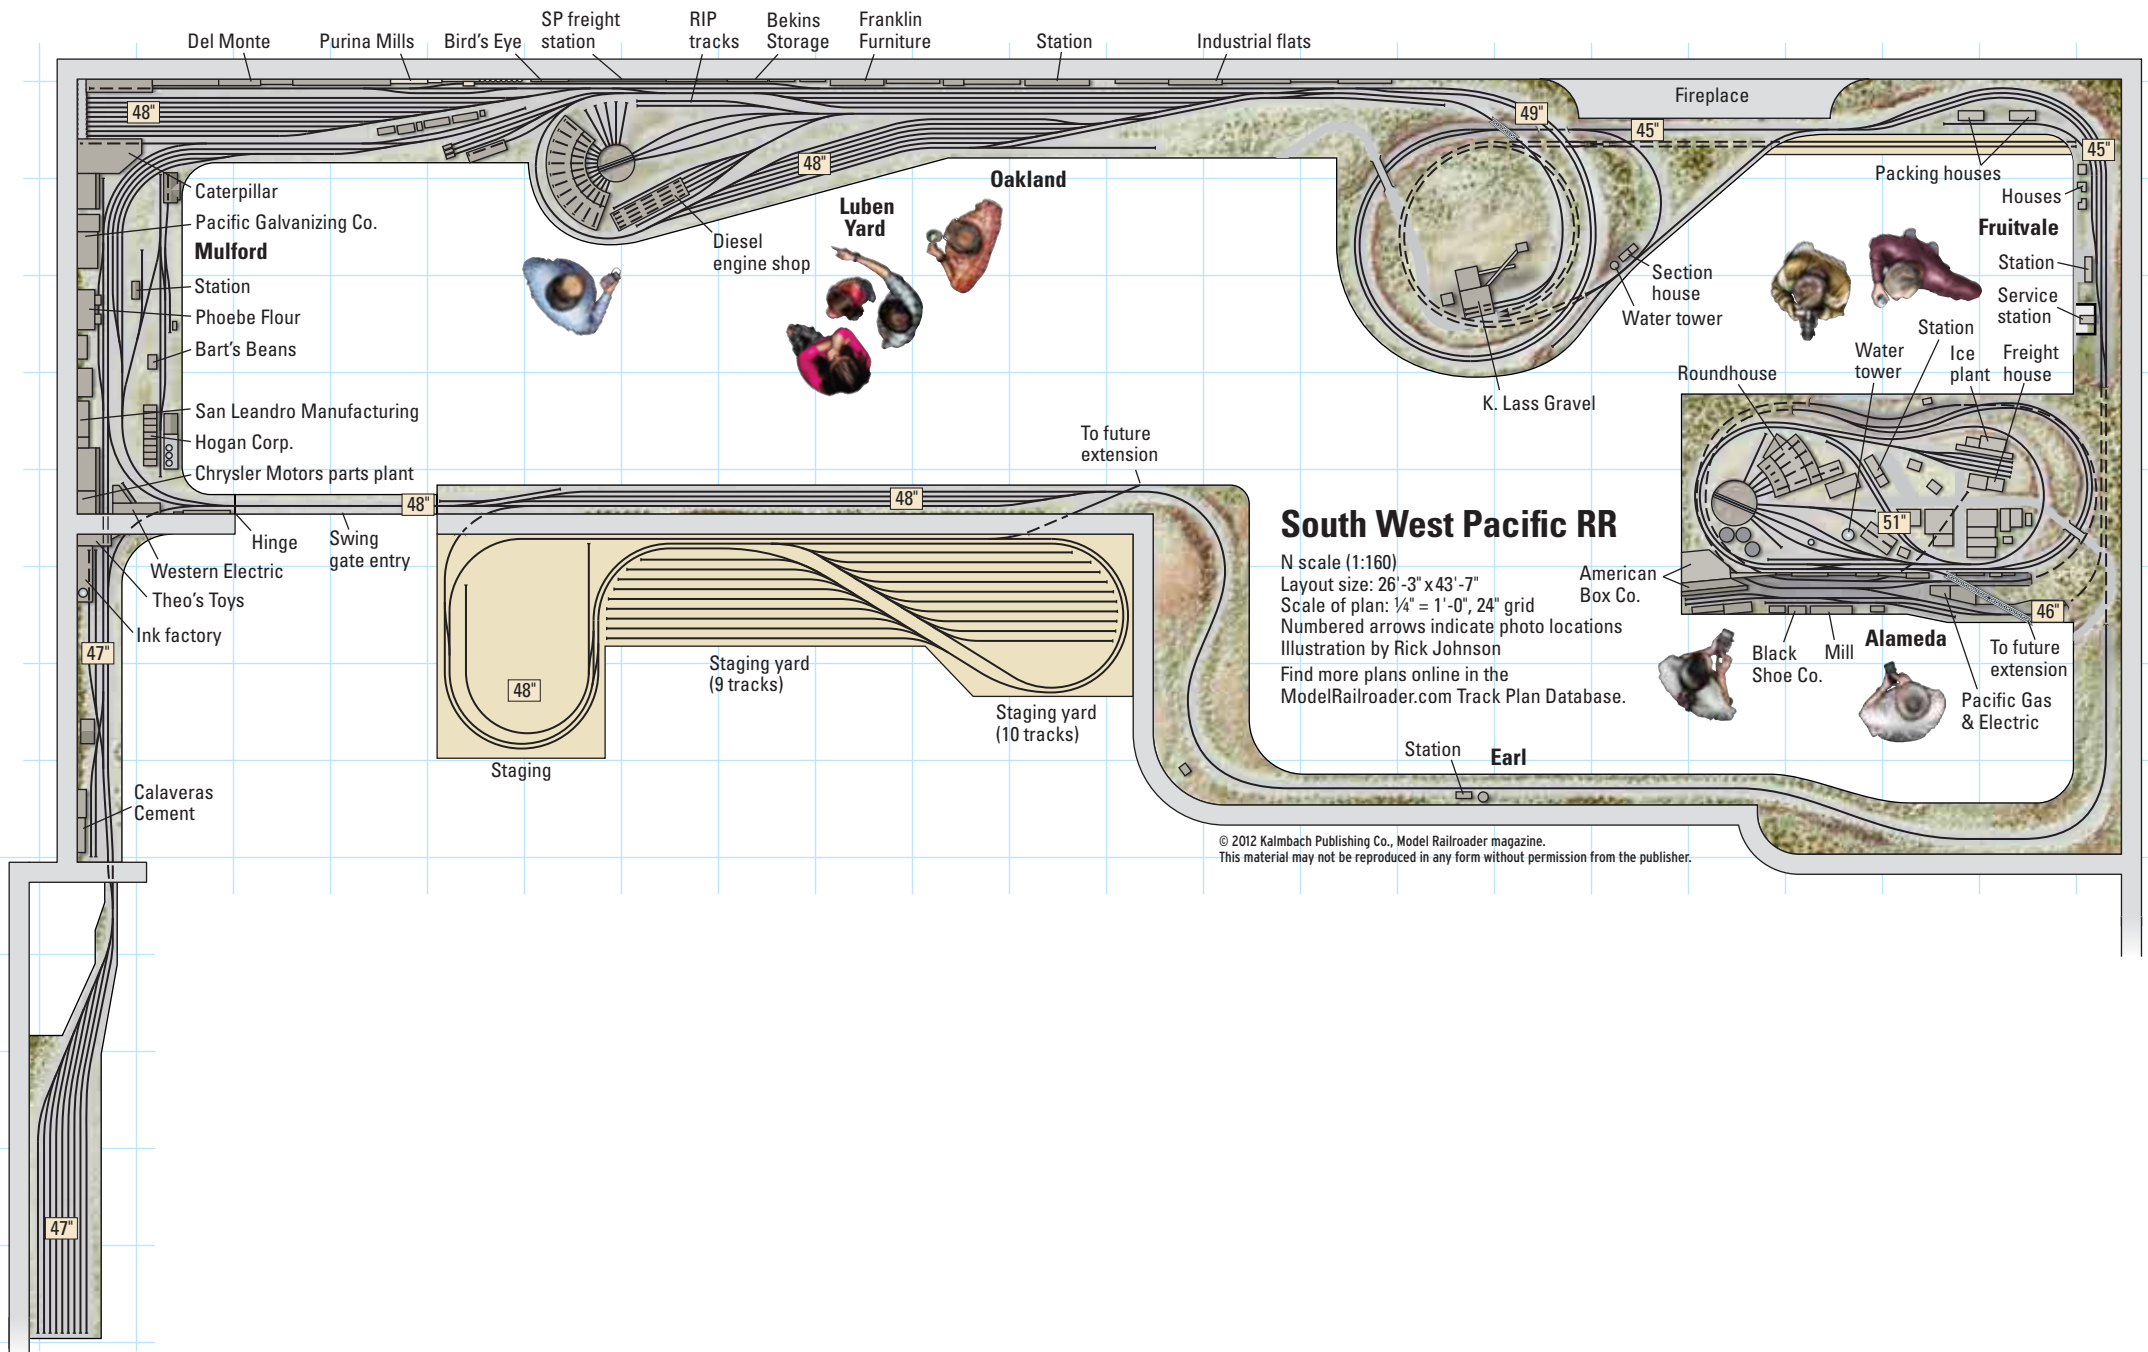 Del Monte
Purina Mills
Bird's Eye
SP freight
station
RIP
tracks
Bekins
Storage
Franklin
Furniture
Station
Industrial flats
Fireplace
48"
49"
45"
45"
48"
Packing houses
Houses
Fruitvale
Station
Service
station
Caterpillar
Pacific Galvanizing Co.
Mulford
Station
Phoebe Flour
Bart's Beans
San Leandro Manufacturing
Hogan Corp.
Chrysler Motors parts plant
Oakland
Luben
Yard
Diesel
engine shop
Section
house
Water tower
K. Lass Gravel
Station
Ice
plant
Freight
house
Water
tower
Roundhouse
51"
To future
extension
48"
48"
Hinge
Swing
gate entry
Western Electric
Theo's Toys
Ink factory
47"
South West Pacific RR
N scale (1:160)
Layout size: 26'-3" x 43'-7"
Scale of plan: ¼" = 1'-0", 24" grid
Numbered arrows indicate photo locations
Illustration by Rick Johnson
Find more plans online in the
ModelRailroader.com Track Plan Database.
American
Box Co.
46"
Black
Shoe Co.
Mill
Alameda
To future
extension
Pacific Gas
& Electric
48"
Staging yard
(9 tracks)
Staging yard
(10 tracks)
Staging
Station
Earl
Calaveras
Cement
© 2012 Kalmbach Publishing Co., Model Railroader magazine.
This material may not be reproduced in any form without permission from the publisher.
47"